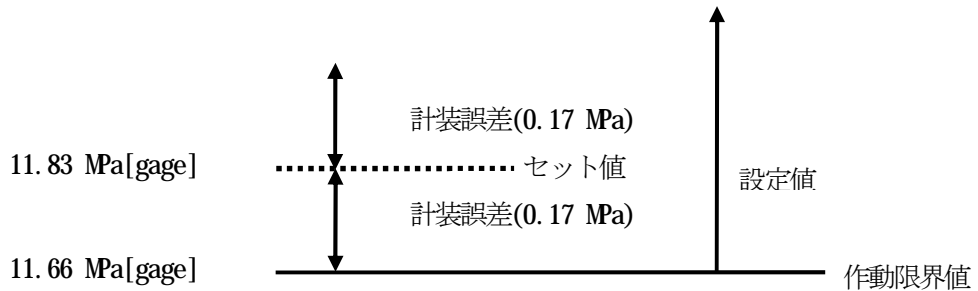 計装誤差(0.17 MPa)
11.83 MPa[gage]
セット値
設定値
計装誤差(0.17 MPa)
11.66 MPa[gage]
作動限界値